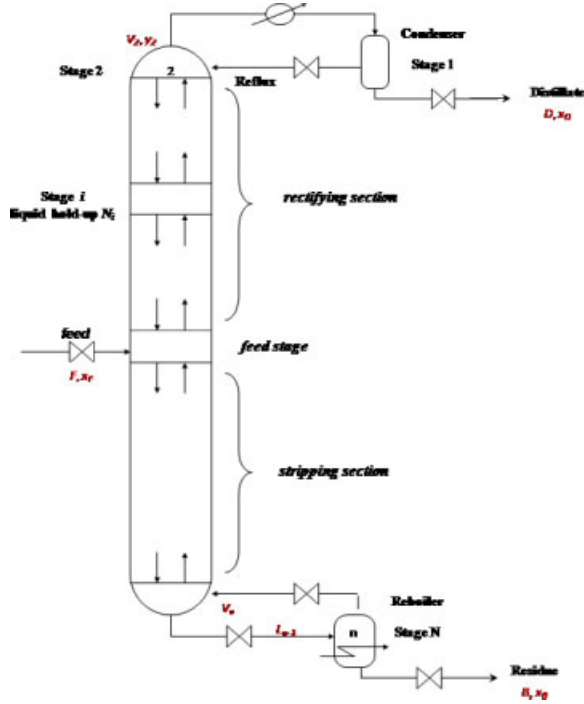 V2, y2
Condenser
Stage 2
2
Stage 1
Reflux
Distillate
D, xD
Stage i
liquid hold-up Ni
rectifying section
feed
feed stage
F, xF
stripping section
Vn
Reboiler
Ln-1
n
Stage N
Residue
B, xB